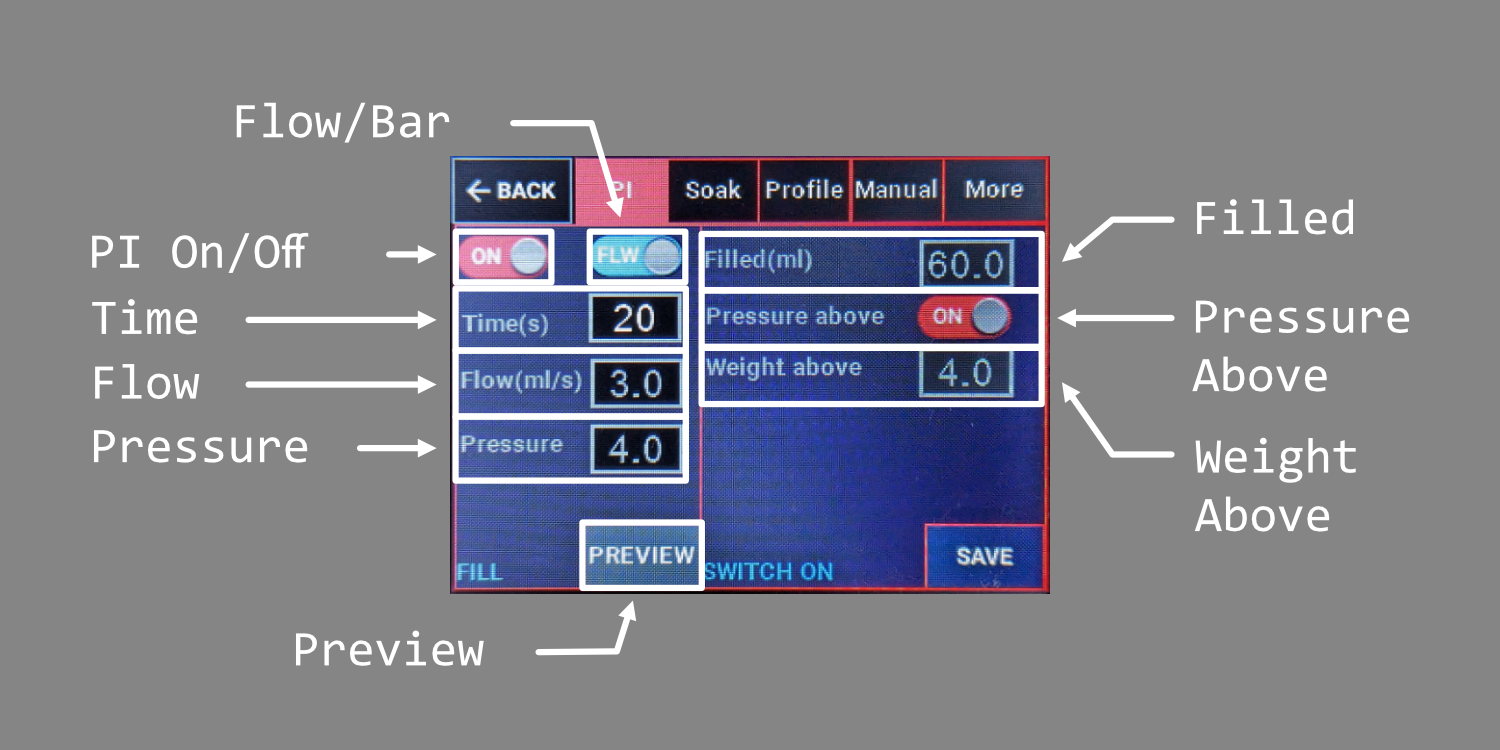 Flow/Bar
← BACK
PI
Soak
Profile
Manual
More
PI On/Off
ON
FLW
Filled(ml)
60.0
Filled
Time
Time(s)
20
Pressure above
ON
Pressure
Above
Flow
Flow(ml/s)
3.0
Weight above
4.0
Weight
Above
Pressure
Pressure
4.0
FILL
PREVIEW
SWITCH ON
SAVE
Preview